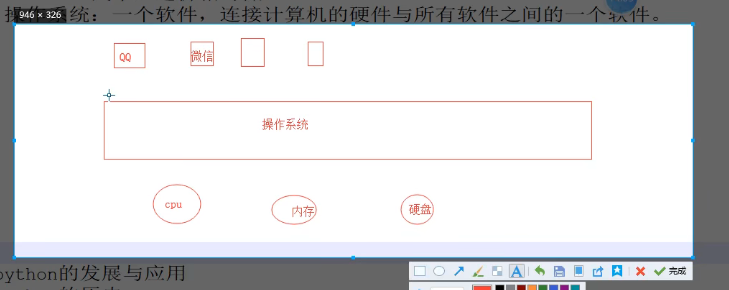 操作系统：一个软件，连接计算机的硬件与所有软件之间的一个软件。
946 × 326
QQ
微信
操作系统
cpu
内存
硬盘
A
完成
python的发展与应用